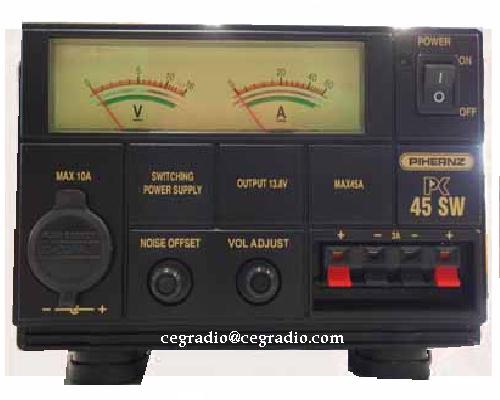 POWER
ON
I
O
OFF
V
A
PIHERNZ
PC
45 SW
MAX 10A
SWITCHING
POWER SUPPLY
OUTPUT 13.8V
MAX45A
NOISE OFFSET
VOL ADJUST
+ - 3A - +
- +
cegradio@cegradio.com